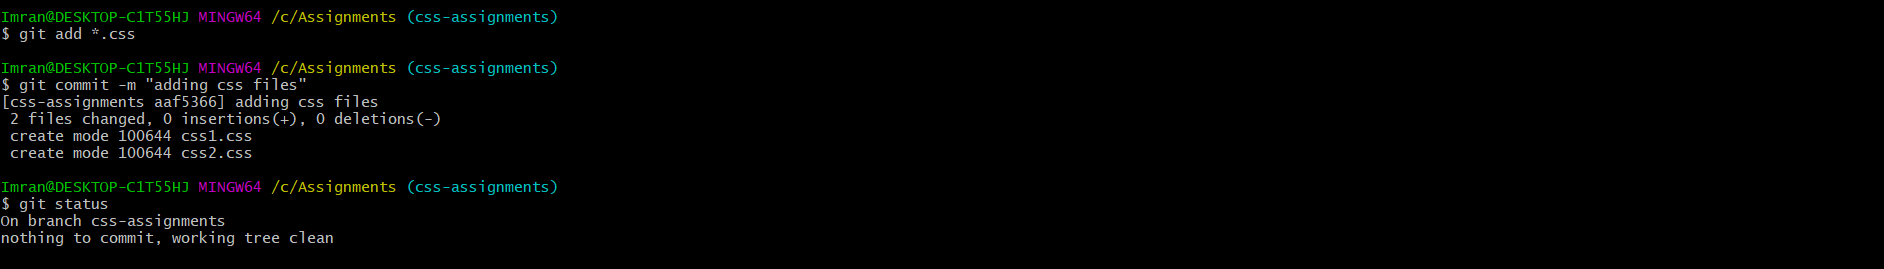 Imran@DESKTOP-C1T55HJ MINGW64 /c/Assignments (css-assignments)
$ git add *.css
Imran@DESKTOP-C1T55HJ MINGW64 /c/Assignments (css-assignments)
$ git commit -m "adding css files"
[css-assignments aaf5366] adding css files
 2 files changed, 0 insertions(+), 0 deletions(-)
 create mode 100644 css1.css
 create mode 100644 css2.css
Imran@DESKTOP-C1T55HJ MINGW64 /c/Assignments (css-assignments)
$ git status
On branch css-assignments
nothing to commit, working tree clean